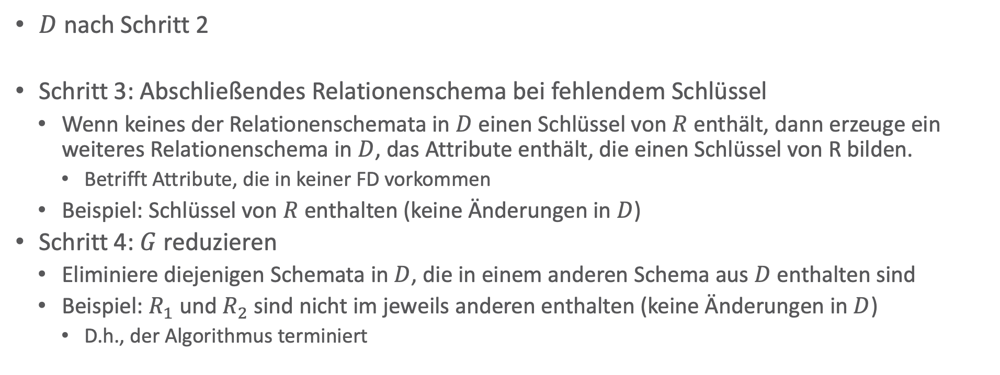 • D nach Schritt 2
• Schritt 3: Abschließendes Relationenschema bei fehlendem Schlüssel
• Wenn keines der Relationenschemata in D einen Schlüssel von R enthält, dann erzeuge ein
weiteres Relationenschema in D, das Attribute enthält, die einen Schlüssel von R bilden.
• Betrifft Attribute, die in keiner FD vorkommen
• Beispiel: Schlüssel von R enthalten (keine Änderungen in D)
• Schritt 4: G reduzieren
• Eliminiere diejenigen Schemata in D, die in einem anderen Schema aus D enthalten sind
• Beispiel: R₁ und R₂ sind nicht im jeweils anderen enthalten (keine Änderungen in D)
• D.h., der Algorithmus terminiert